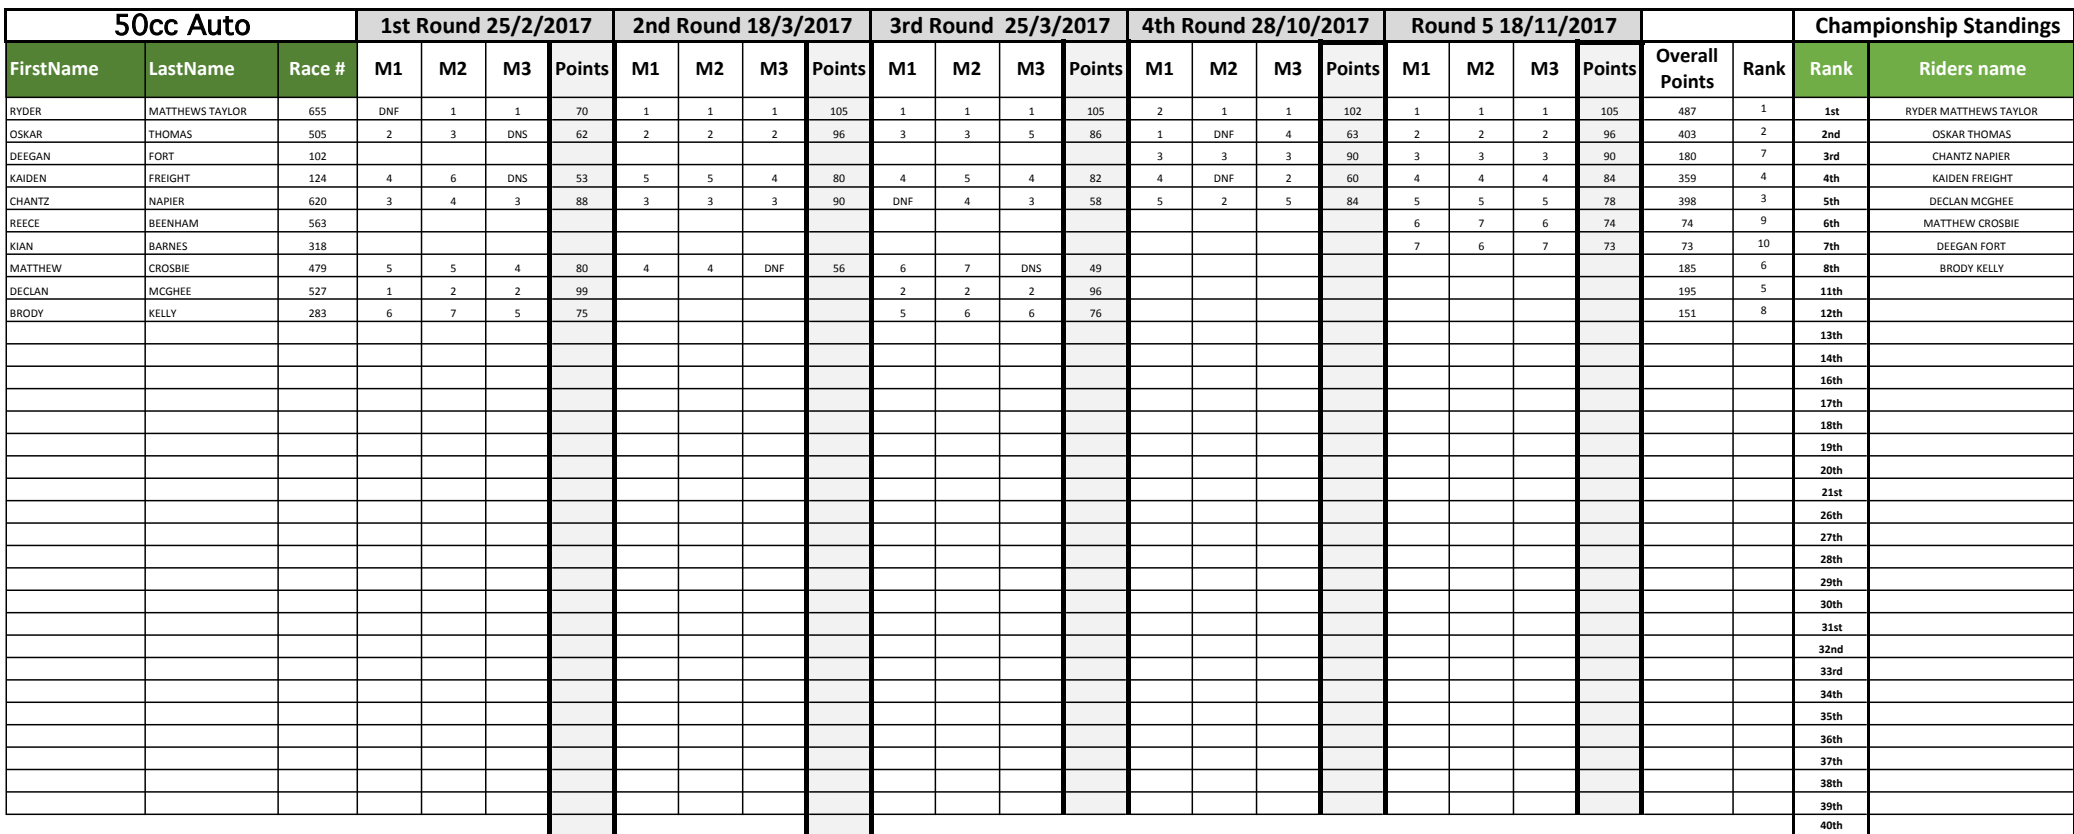 50cc Auto 1st Round 25/2/2017 2nd Round 18/3/2017 3rd Round 25/3/2017 4th Round 28/10/2017 Round 5 18/11/2017 Championship Standings
FirstName LastName Race # M1 M2 M3 Points M1 M2 M3 Points M1 M2 M3 Points M1 M2 M3 Points M1 M2 M3 Points Overall Points Rank Rank Riders name
RYDER MATTHEWS TAYLOR 655 DNF 1 1 70 1 1 1 105 1 1 1 105 2 1 1 102 1 1 1 105 487 1 1st RYDER MATTHEWS TAYLOR
OSKAR THOMAS 505 2 3 DNS 62 2 2 2 96 3 3 5 86 1 DNF 4 63 2 2 2 96 403 2 2nd OSKAR THOMAS
DEEGAN FORT 102 3 3 3 90 3 3 3 90 180 7 3rd CHANTZ NAPIER
KAIDEN FREIGHT 124 4 6 DNS 53 5 5 4 80 4 5 4 82 4 DNF 2 60 4 4 4 84 359 4 4th KAIDEN FREIGHT
CHANTZ NAPIER 620 3 4 3 88 3 3 3 90 DNF 4 3 58 5 2 5 84 5 5 5 78 398 3 5th DECLAN MCGHEE
REECE BEENHAM 563 6 7 6 74 74 9 6th MATTHEW CROSBIE
KIAN BARNES 318 7 6 7 73 73 10 7th DEEGAN FORT
MATTHEW CROSBIE 479 5 5 4 80 4 4 DNF 56 6 7 DNS 49 185 6 8th BRODY KELLY
DECLAN MCGHEE 527 1 2 2 99 2 2 2 96 195 5 11th
BRODY KELLY 283 6 7 5 75 5 6 6 76 151 8 12th
13th
14th
16th
17th
18th
19th
20th
21st
26th
27th
28th
29th
30th
31st
32nd
33rd
34th
35th
36th
37th
38th
39th
40th